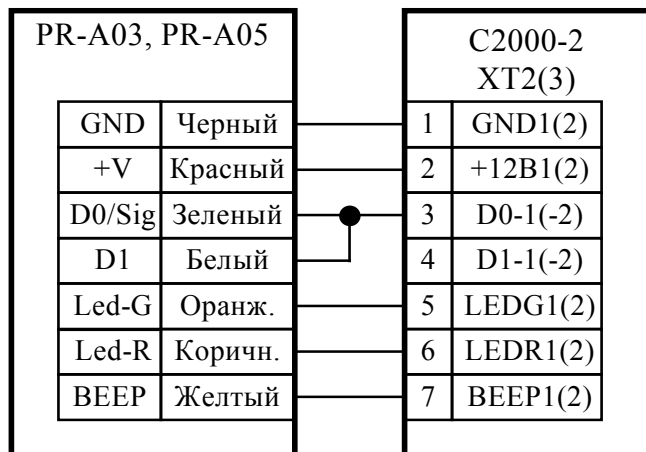 PR-A03, PR-A05
GND Черный
+V Красный
D0/Sig Зеленый
D1 Белый
Led-G Оранж.
Led-R Коричн.
BEEP Желтый
C2000-2
XT2(3)
1 GND1(2)
2 +12B1(2)
3 D0-1(-2)
4 D1-1(-2)
5 LEDG1(2)
6 LEDR1(2)
7 BEEP1(2)